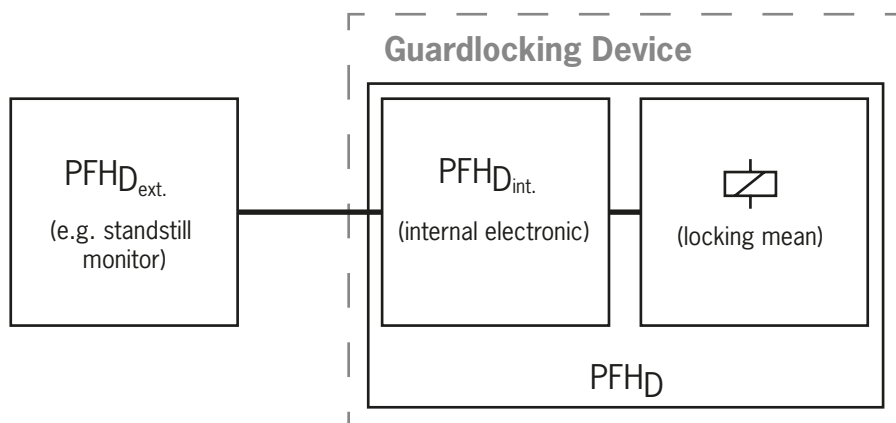 Guardlocking Device
PFHDext.
(e.g. standstill
monitor)
PFHDint.
(internal electronic)
(locking mean)
PFHD